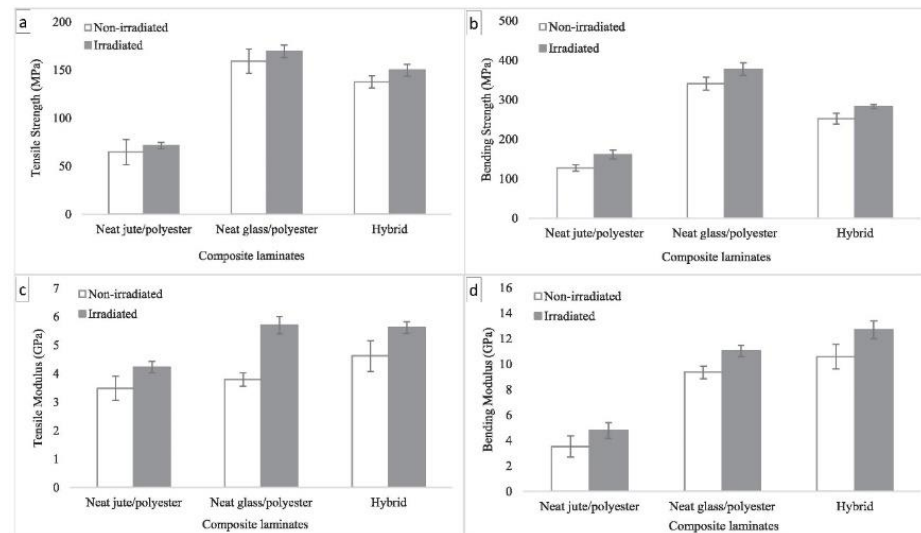 a
Non-irradiated
Irradiated
Tensile Strength (MPa)
200
150
100
50
0
Neat jute/polyester Neat glass/polyester Hybrid
Composite laminates
b
Non-irradiated
Irradiated
Bending Strength (MPa)
500
400
300
200
100
0
Neat jute/polyester Neat glass/polyester Hybrid
Composite laminates
c
Non-irradiated
Irradiated
Tensile Modulus (GPa)
7
6
5
4
3
2
1
0
Neat jute/polyester Neat glass/polyester Hybrid
Composite laminates
d
Non-irradiated
Irradiated
Bending Modulus (GPa)
16
14
12
10
8
6
4
2
0
Neat jute/polyester Neat glass/polyester Hybrid
Composite laminates